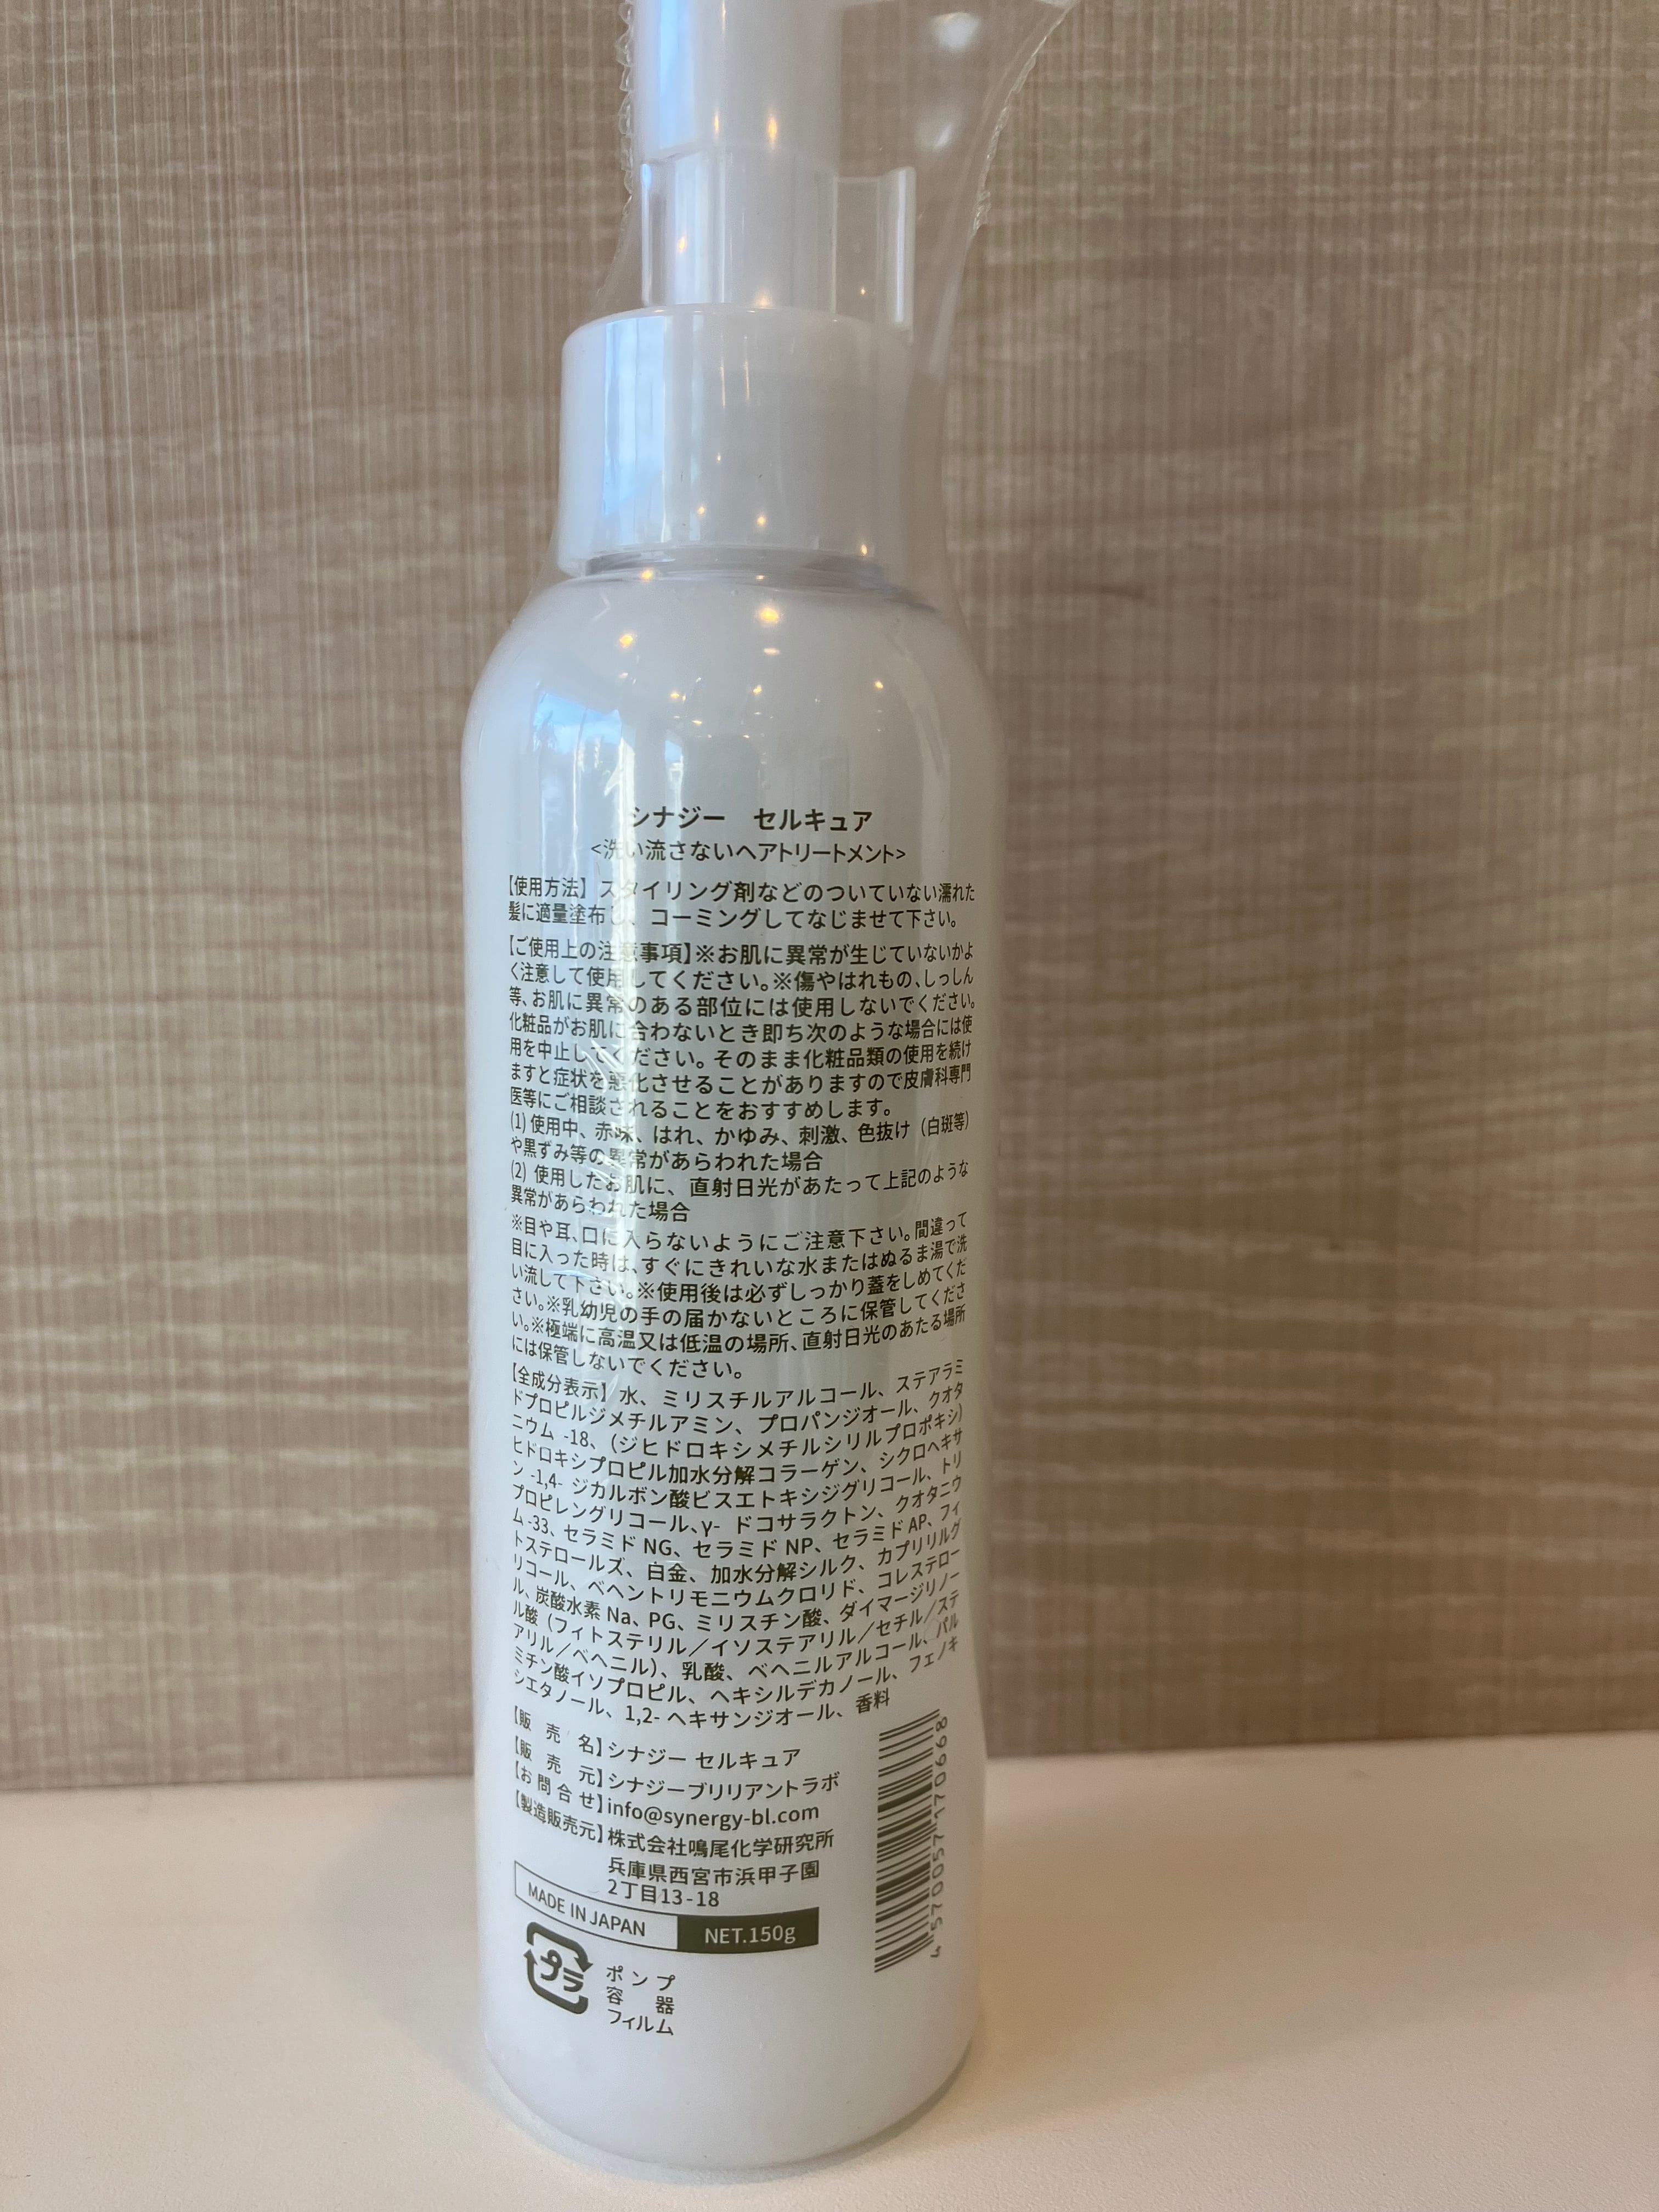 シナジー　セルキュア
<洗い流さないヘアトリートメント>
【使用方法】スタイリング剤などのついていない濡れた
髪に適量塗布し、コーミングしてなじませて下さい。
【ご使用上の注意事項】※お肌に異常が生じていないかよ
く注意して使用してください。※傷やはれもの、しっしん
等、お肌に異常のある部位には使用しないでください。
化粧品がお肌に合わないとき即ち次のような場合には使
用を中止してください。そのまま化粧品類の使用を続け
ますと症状を悪化させることがありますので皮膚科専門
医等にご相談されることをおすすめします。
(1) 使用中、赤味、はれ、かゆみ、刺激、色抜け（白斑等）
や黒ずみ等の異常があらわれた場合
(2) 使用したお肌に、直射日光があたって上記のような
異常があらわれた場合
※目や耳、口に入らないようにご注意下さい。間違って
目に入った時は、すぐにきれいな水またはぬるま湯で洗
い流して下さい。※使用後は必ずしっかり蓋をしめてくだ
さい。※乳幼児の手の届かないところに保管してくださ
い。※極端に高温又は低温の場所、直射日光のあたる場所
には保管しないでください。
【全成分表示】水、ミリスチルアルコール、ステアラミ
ドプロピルジメチルアミン、プロパンジオール、クオタ
ニウム -18、(ジヒドロキシメチルシリルプロポキシ)
ヒドロキシプロピル加水分解コラーゲン、シクロヘキサ
ン -1,4- ジカルボン酸ビスエトキシジグリコール、トリ
プロピレングリコール、γ- ドコサラクトン、クオタニウ
ム -33、セラミド NG、セラミド NP、セラミド AP、フィ
トステロールズ、白金、加水分解シルク、カプリリルグ
リコール、ベヘントリモニウムクロリド、コレステロー
ル、炭酸水素 Na、PG、ミリスチン酸、ダイマージリノー
ル酸（フィトステリル／イソステアリル／セチル／ステ
アリル／ベヘニル）、乳酸、ベヘニルアルコール、パル
ミチン酸イソプロピル、ヘキシルデカノール、フェノキ
シエタノール、1,2- ヘキサンジオール、香料
【販 売 名】シナジー セルキュア
【販 売 元】シナジーブリリアントラボ
【お問合せ】info@synergy-bl.com
【製造販売元】株式会社鳴尾化学研究所
兵庫県西宮市浜甲子園
2丁目13-18
MADE IN JAPAN NET.150g
プラ
ポンプ
容 器
フィルム
4570057170668